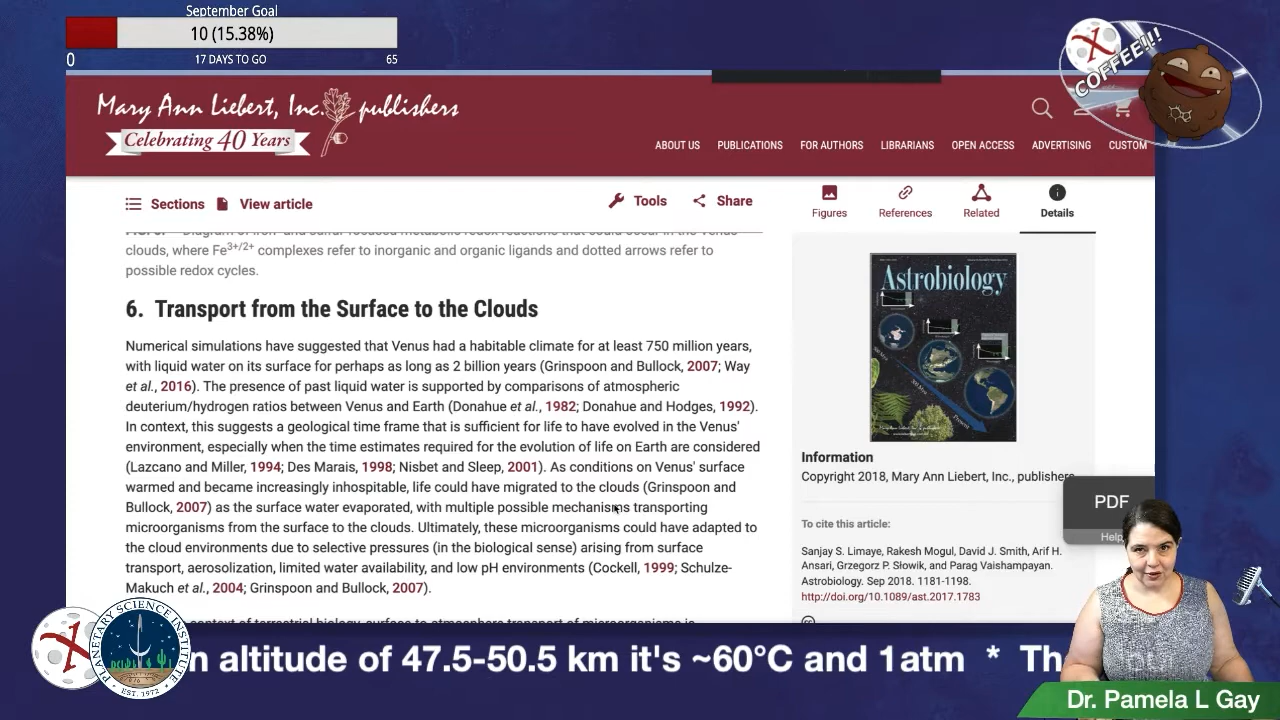 September Goal
10 (15.38%)
0
17 DAYS TO GO
65
COFFEE!!!
Mary Ann Liebert, Inc. publishers
Celebrating 40 Years
ABOUT US
PUBLICATIONS
FOR AUTHORS
LIBRARIANS
OPEN ACCESS
ADVERTISING
CUSTOM
Sections
View article
Tools
Share
Figures
References
Related
Details
clouds, where Fe3+/2+ complexes refer to inorganic and organic ligands and dotted arrows refer to
possible redox cycles.
6. Transport from the Surface to the Clouds
Numerical simulations have suggested that Venus had a habitable climate for at least 750 million years,
with liquid water on its surface for perhaps as long as 2 billion years (Grinspoon and Bullock, 2007; Way
et al., 2016). The presence of past liquid water is supported by comparisons of atmospheric
deuterium/hydrogen ratios between Venus and Earth (Donahue et al., 1982; Donahue and Hodges, 1992).
In context, this suggests a geological time frame that is sufficient for life to have evolved in the Venus'
environment, especially when the time estimates required for the evolution of life on Earth are considered
(Lazcano and Miller, 1994; Des Marais, 1998; Nisbet and Sleep, 2001). As conditions on Venus' surface
warmed and became increasingly inhospitable, life could have migrated to the clouds (Grinspoon and
Bullock, 2007) as the surface water evaporated, with multiple possible mechanisms transporting
microorganisms from the surface to the clouds. Ultimately, these microorganisms could have adapted to
the cloud environments due to selective pressures (in the biological sense) arising from surface
transport, aerosolization, limited water availability, and low pH environments (Cockell, 1999; Schulze-
Makuch et al., 2004; Grinspoon and Bullock, 2007).
Astrobiology
Present
Information
Copyright 2018, Mary Ann Liebert, Inc., publishers
To cite this article:
Sanjay S. Limaye, Rakesh Mogul, David J. Smith, Arif H.
Ansari, Grzegorz P. Słowik, and Parag Vaishampayan.
Astrobiology. Sep 2018. 1181-1198.
http://doi.org/10.1089/ast.2017.1783
PDF
Help
PLANETARY SCIENCE INSTITUTE
EST. 1972
n altitude of 47.5-50.5 km it's ~60°C and 1atm * Th
Dr. Pamela L Gay